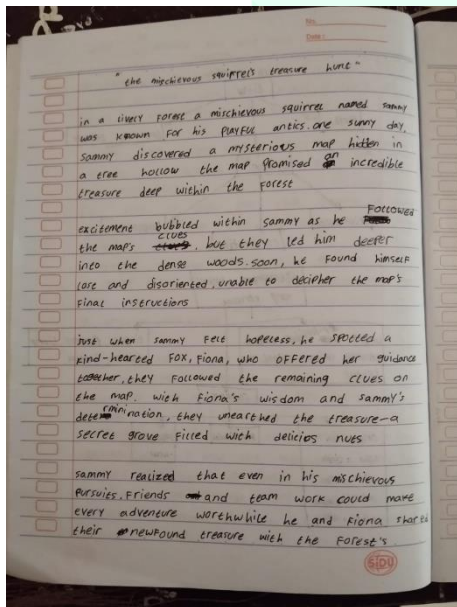 No.
Date:
"the mischievous squirrel's treasure hunt"
in a livery forest a mischievous squirrel named sammy
was known for his playful antics. one sunny day,
sammy discovered a mysterious map hidden in
a tree hollow the map promised an incredible
treasure deep within the forest
excitement bubbled within sammy as he followed
the map's clues, but they led him deeper
into the dense woods. soon, he found himself
lost and disoriented, unable to decipher the map's
final instructions
just when sammy felt hopeless, he spotted a
kind-hearted fox, fiona, who offered her guidance
together, they followed the remaining clues on
the map. with fiona's wisdom and sammy's
determination, they unearthed the treasure—a
secret grove filled with delicios nuts
sammy realized that even in his mischievous
pursuits, friends and team work could make
every adventure worthwhile he and fiona
their newfound treasure with the forest's
SIDU